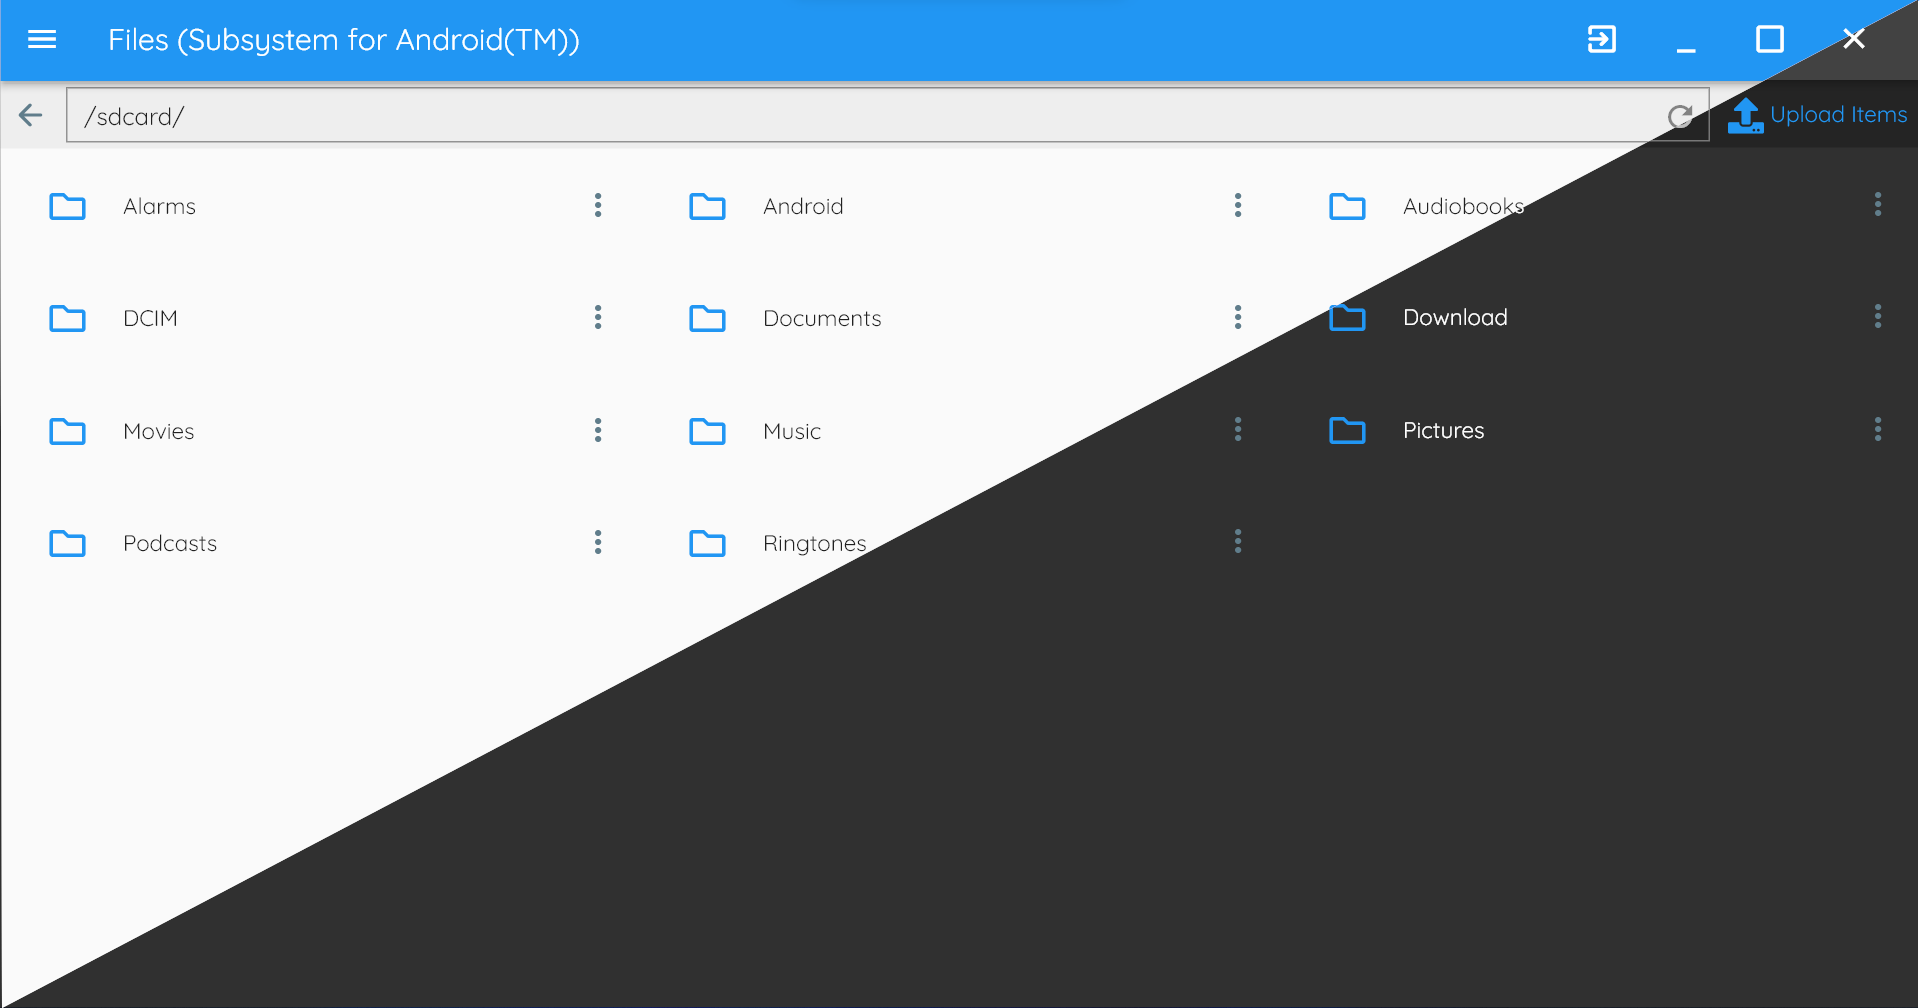 Files (Subsystem for Android(TM))
/sdcard/
Upload Items
Alarms
Android
Audiobooks
DCIM
Documents
Download
Movies
Music
Pictures
Podcasts
Ringtones